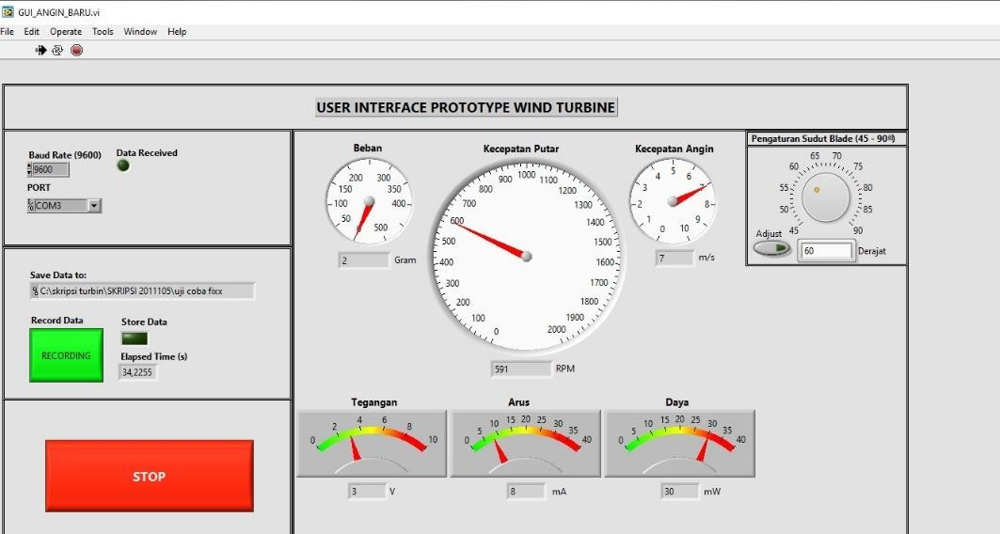 GUI_ANGIN_BARU.vi
File Edit Operate Tools Window Help
USER INTERFACE PROTOTYPE WIND TURBINE
Baud Rate (9600)
9600
Data Received
PORT
COM3
Save Data to:
C:\skripsi turbin\SKRIPSI 2011105\uji coba fixx
Record Data
RECORDING
Store Data
Elapsed Time (s)
34,2255
STOP
Beban
0 50 100 150 200 300 350 400 500
2 Gram
Kecepatan Putar
0 100 200 300 400 500 600 700 800 900 1000 1100 1200 1300 1400 1500 1600 1700 1800 1900 2000
591 RPM
Kecepatan Angin
0 1 2 3 4 5 6 8 9 10
7 m/s
Pengaturan Sudut Blade (45 - 90º)
45 50 55 60 65 70 75 80 85 90
Adjust
60 Derajat
Tegangan
0 2 4 6 8 10
3 V
Arus
0 5 10 15 20 25 30 35 40
8 mA
Daya
0 5 10 15 20 25 30 35 40
30 mW